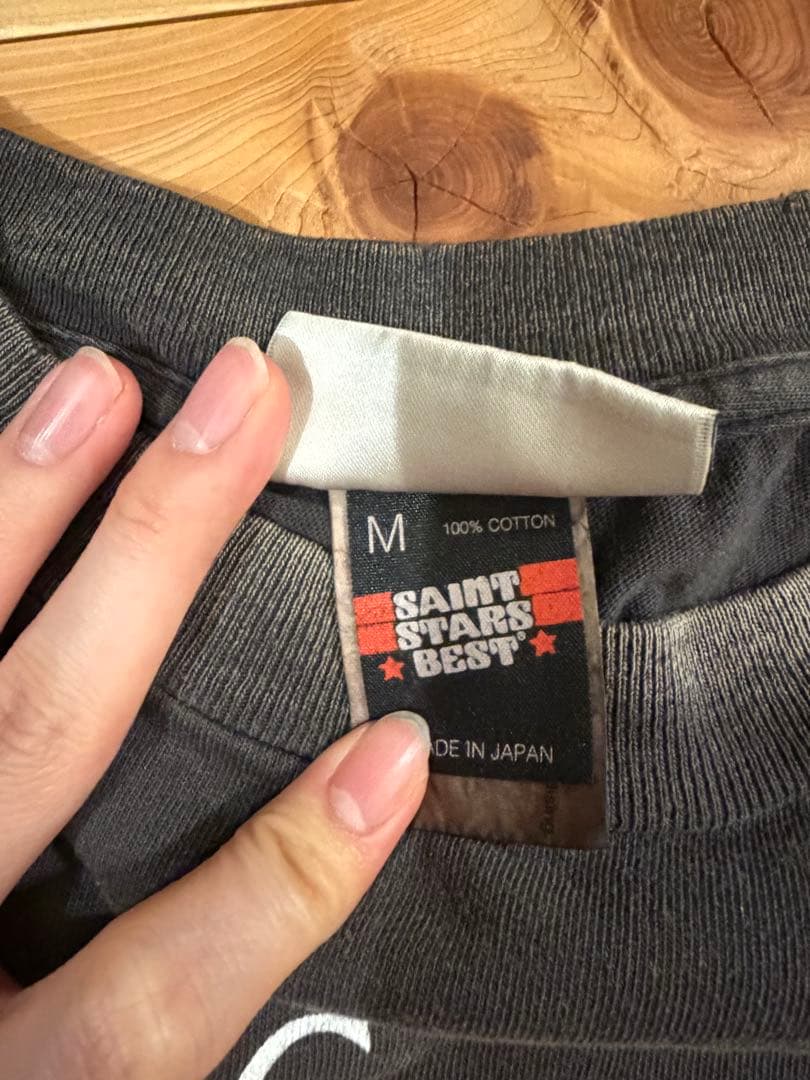 M
100% COTTON
SAINT
STARS
BEST®
ADE IN JAPAN